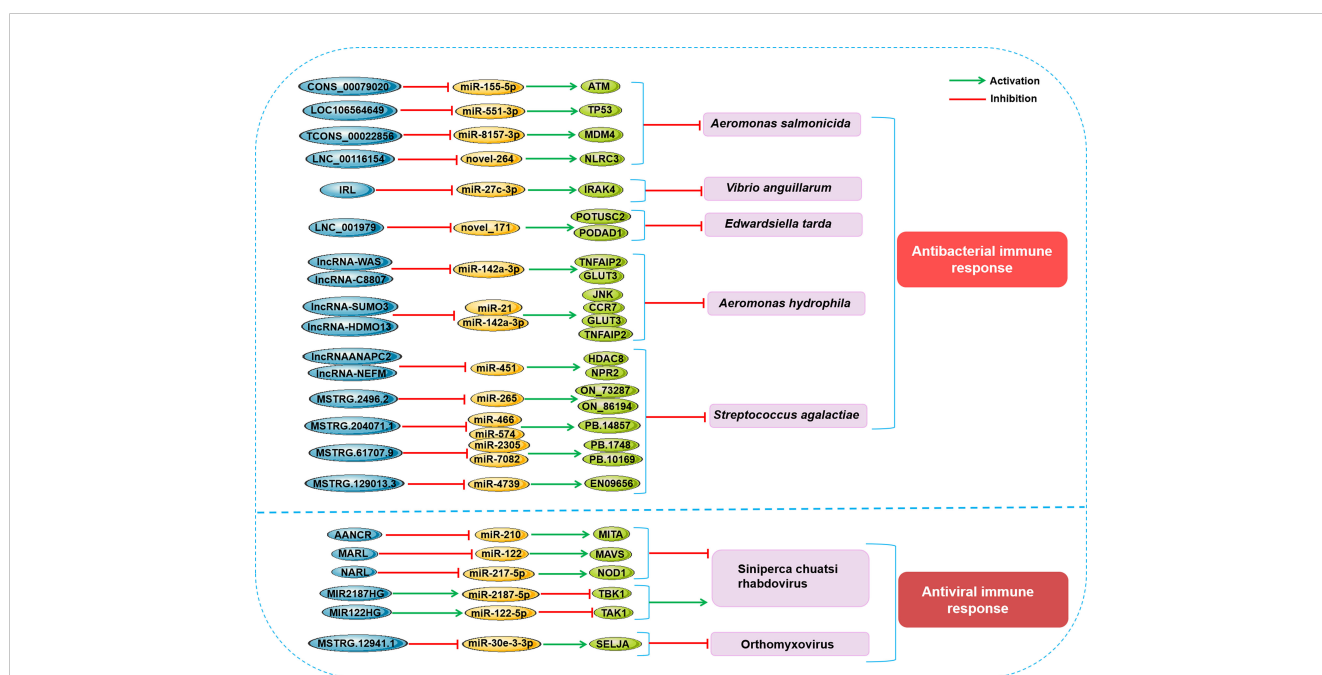 CONS_00079020 miR-155-5p ATM
Activation
Inhibition
LOC106564649 miR-551-3p TP53
Aeromonas salmonicida
TCONS_00022856 miR-8157-3p MDM4
LNC_00116154 novel-264 NLRC3
IRL miR-27c-3p IRAK4 Vibrio anguillarum
POTUSC2
LNC_001979 novel_171 Edwardsiella tarda
PODAD1
Antibacterial immune
response
lncRNA-WAS TNFAIP2
miR-142a-3p
lncRNA-C8807 GLUT3
JNK
Aeromonas hydrophila
lncRNA-SUMO3 miR-21 CCR7
lncRNA-HDMO13 miR-142a-3p GLUT3
TNFAIP2
lncRNAANAPC2 HDAC8
miR-451
lncRNA-NEFM NPR2
ON_73287
MSTRG.2496.2 miR-265
ON_86194
Streptococcus agalactiae
miR-466
MSTRG.204071.1 PB.14857
miR-574
miR-2305 PB.1748
MSTRG.61707.9
miR-7082 PB.10169
MSTRG.129013.3 miR-4739 EN09656
AANCR miR-210 MITA
MARL miR-122 MAVS
Siniperca chuatsi
rhabdovirus
NARL miR-217-5p NOD1
Antiviral immune
response
MIR2187HG miR-2187-5p TBK1
MIR122HG miR-122-5p TAK1
MSTRG.12941.1 miR-30e-3-3p SELJA Orthomyxovirus